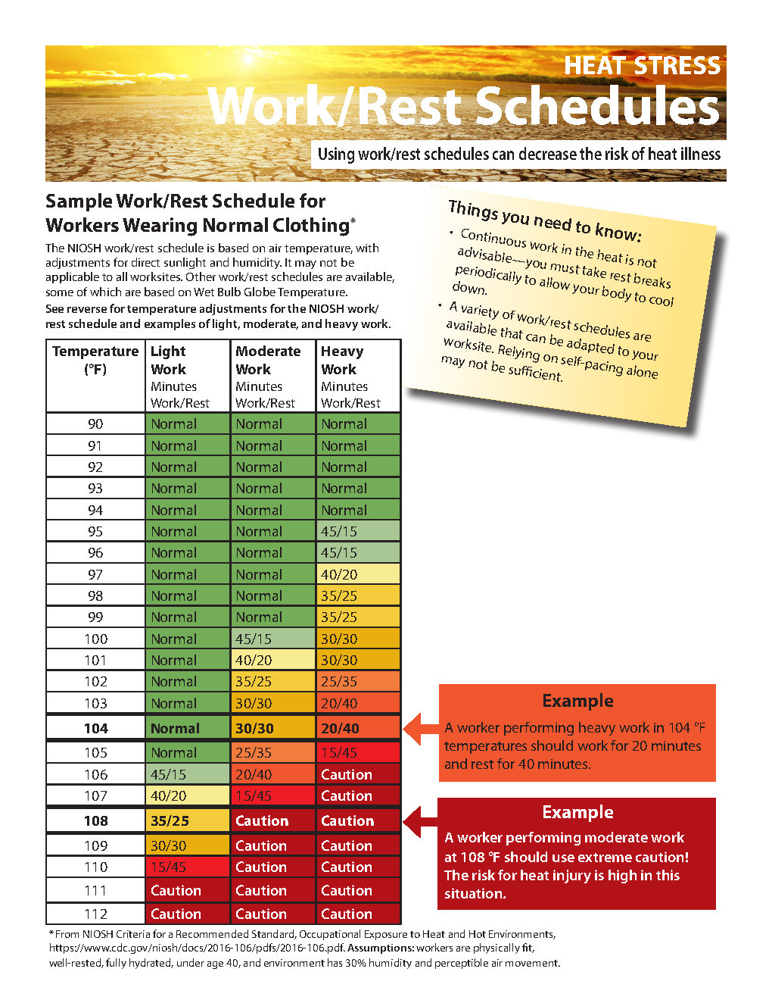 HEAT STRESS
Work/Rest Schedules
Using work/rest schedules can decrease the risk of heat illness
Sample Work/Rest Schedule for
Workers Wearing Normal Clothing*
The NIOSH work/rest schedule is based on air temperature, with
adjustments for direct sunlight and humidity. It may not be
applicable to all worksites. Other work/rest schedules are available,
some of which are based on Wet Bulb Globe Temperature.
See reverse for temperature adjustments for the NIOSH work/
rest schedule and examples of light, moderate, and heavy work.
Things you need to know:
• Continuous work in the heat is not
advisable—you must take rest breaks
periodically to allow your body to cool
down.
• A variety of work/rest schedules are
available that can be adapted to your
worksite. Relying on self-pacing alone
may not be sufficient.
Temperature Light Moderate Heavy
(°F) Work Work Work
Minutes Minutes Minutes
Work/Rest Work/Rest Work/Rest
90 Normal Normal Normal
91 Normal Normal Normal
92 Normal Normal Normal
93 Normal Normal Normal
94 Normal Normal Normal
95 Normal Normal 45/15
96 Normal Normal 45/15
97 Normal Normal 40/20
98 Normal Normal 35/25
99 Normal Normal 35/25
100 Normal 45/15 30/30
101 Normal 40/20 30/30
102 Normal 35/25 25/35
103 Normal 30/30 20/40
104 Normal 30/30 20/40
105 Normal 25/35 15/45
106 45/15 20/40 Caution
107 40/20 15/45 Caution
108 35/25 Caution Caution
109 30/30 Caution Caution
110 15/45 Caution Caution
111 Caution Caution Caution
112 Caution Caution Caution
Example
A worker performing heavy work in 104 °F
temperatures should work for 20 minutes
and rest for 40 minutes.
Example
A worker performing moderate work
at 108 °F should use extreme caution!
The risk for heat injury is high in this
situation.
*From NIOSH Criteria for a Recommended Standard, Occupational Exposure to Heat and Hot Environments,
https://www.cdc.gov/niosh/docs/2016-106/pdfs/2016-106.pdf. Assumptions: workers are physically fit,
well-rested, fully hydrated, under age 40, and environment has 30% humidity and perceptible air movement.